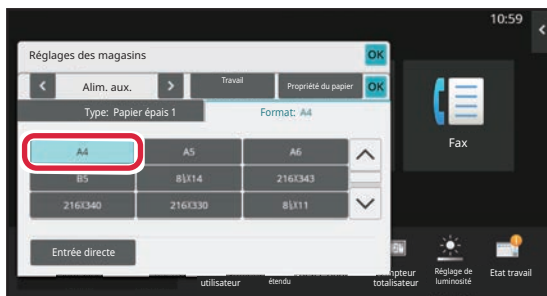 10:59
Réglages des magasins OK
Alim. aux. Travail Propriété du papier OK
Type: Papier épais 1 Format: A4
A4 A5 A6
Fax
B5 8½X14 216X343
216X340 216X330 8½X11
Entrée directe
Réglage de luminosité
Etat travail
utilisateur étendu totalisateur